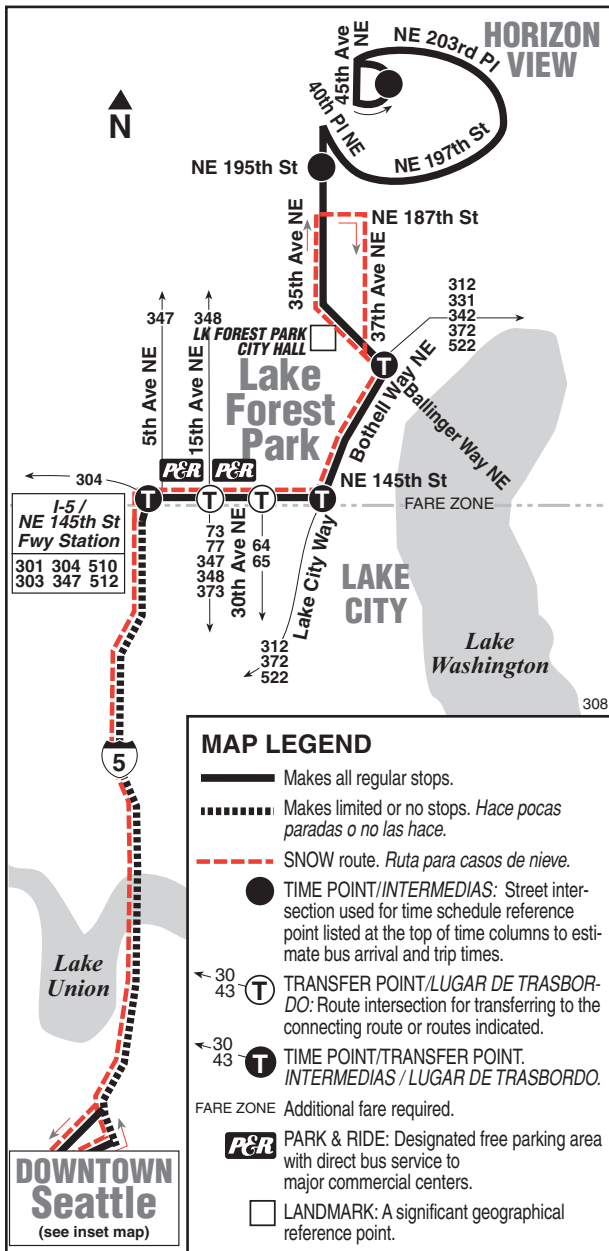 HORIZON
VIEW
45th Ave
NE
NE 203rd Pl
40th Pl NE
NE 197th St
N
NE 195th St
NE 187th St
35th Ave NE
37th Ave NE
312
331
342
372
522
347
348
LK FOREST PARK
CITY HALL
5th Ave NE
15th Ave NE
Lake
Forest
Park
Bothell Way NE
Ballinger Way NE
P&R
P&R
304
T
T
T
T
T
NE 145th St
FARE ZONE
I-5 /
NE 145th St
Fwy Station
301 304 510
303 347 512
73
77
347
348
373
30th Ave NE
64
65
Lake City Way
LAKE
CITY
312
372
522
Lake
Washington
308
5
Lake
Union
DOWNTOWN
Seattle
(see inset map)
MAP LEGEND
Makes all regular stops.
Makes limited or no stops. Hace pocas
paradas o no las hace.
SNOW route. Ruta para casos de nieve.
TIME POINT/INTERMEDIAS: Street inter-
section used for time schedule reference
point listed at the top of time columns to esti-
mate bus arrival and trip times.
30
43
T
TRANSFER POINT/LUGAR DE TRASBOR-
DO: Route intersection for transferring to the
connecting route or routes indicated.
30
43
T
TIME POINT/TRANSFER POINT.
INTERMEDIAS / LUGAR DE TRASBORDO.
FARE ZONE Additional fare required.
P&R PARK & RIDE: Designated free parking area
with direct bus service to
major commercial centers.
LANDMARK: A significant geographical
reference point.